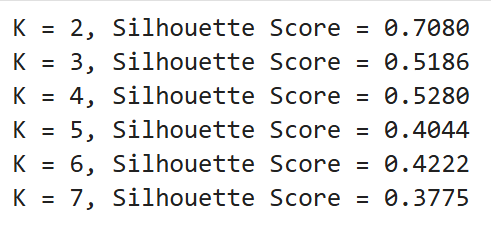 K = 2, Silhouette Score = 0.7080
K = 3, Silhouette Score = 0.5186
K = 4, Silhouette Score = 0.5280
K = 5, Silhouette Score = 0.4044
K = 6, Silhouette Score = 0.4222
K = 7, Silhouette Score = 0.3775